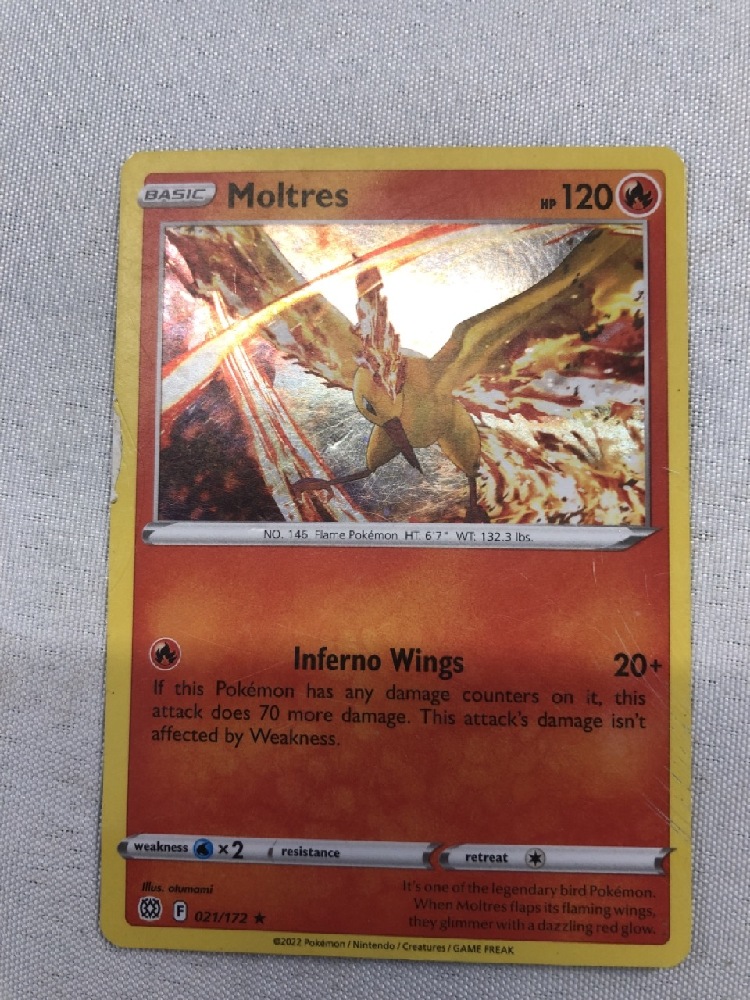 BASIC Moltres HP 120
NO. 146 Flame Pokémon HT: 6'7" WT: 132.3 lbs.
Inferno Wings 20+
If this Pokémon has any damage counters on it, this
attack does 70 more damage. This attack's damage isn't
affected by Weakness.
weakness ×2 resistance retreat
Illus. otumami
It's one of the legendary bird Pokémon.
When Moltres flaps its flaming wings,
they glimmer with a dazzling red glow.
F 021/172 ★
©2022 Pokémon / Nintendo / Creatures / GAME FREAK